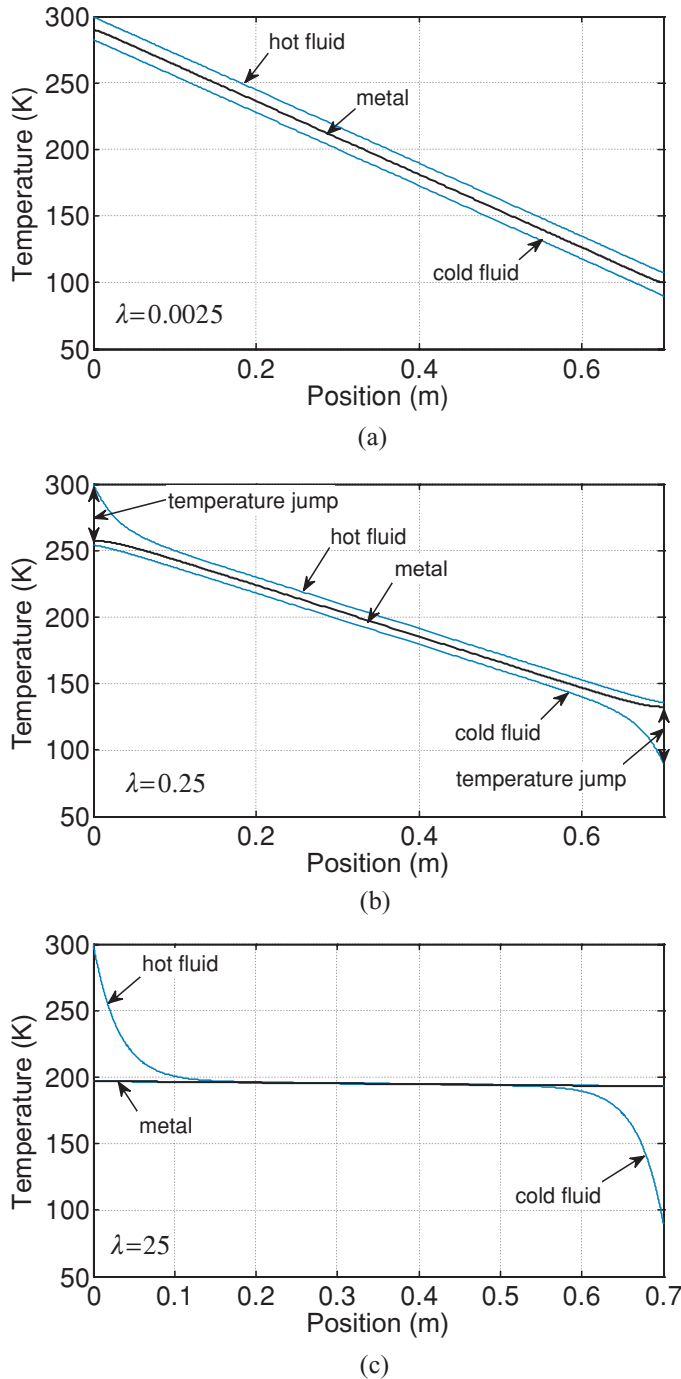 300
250
200
150
100
50
Temperature (K)
hot fluid
metal
cold fluid
λ=0.0025
0
0.2
0.4
0.6
Position (m)
(a)
300
250
200
150
100
50
Temperature (K)
temperature jump
hot fluid
metal
cold fluid
temperature jump
λ=0.25
0
0.2
0.4
0.6
Position (m)
(b)
300
250
200
150
100
50
Temperature (K)
hot fluid
metal
cold fluid
λ=25
0
0.1
0.2
0.3
0.4
0.5
0.6
0.7
Position (m)
(c)